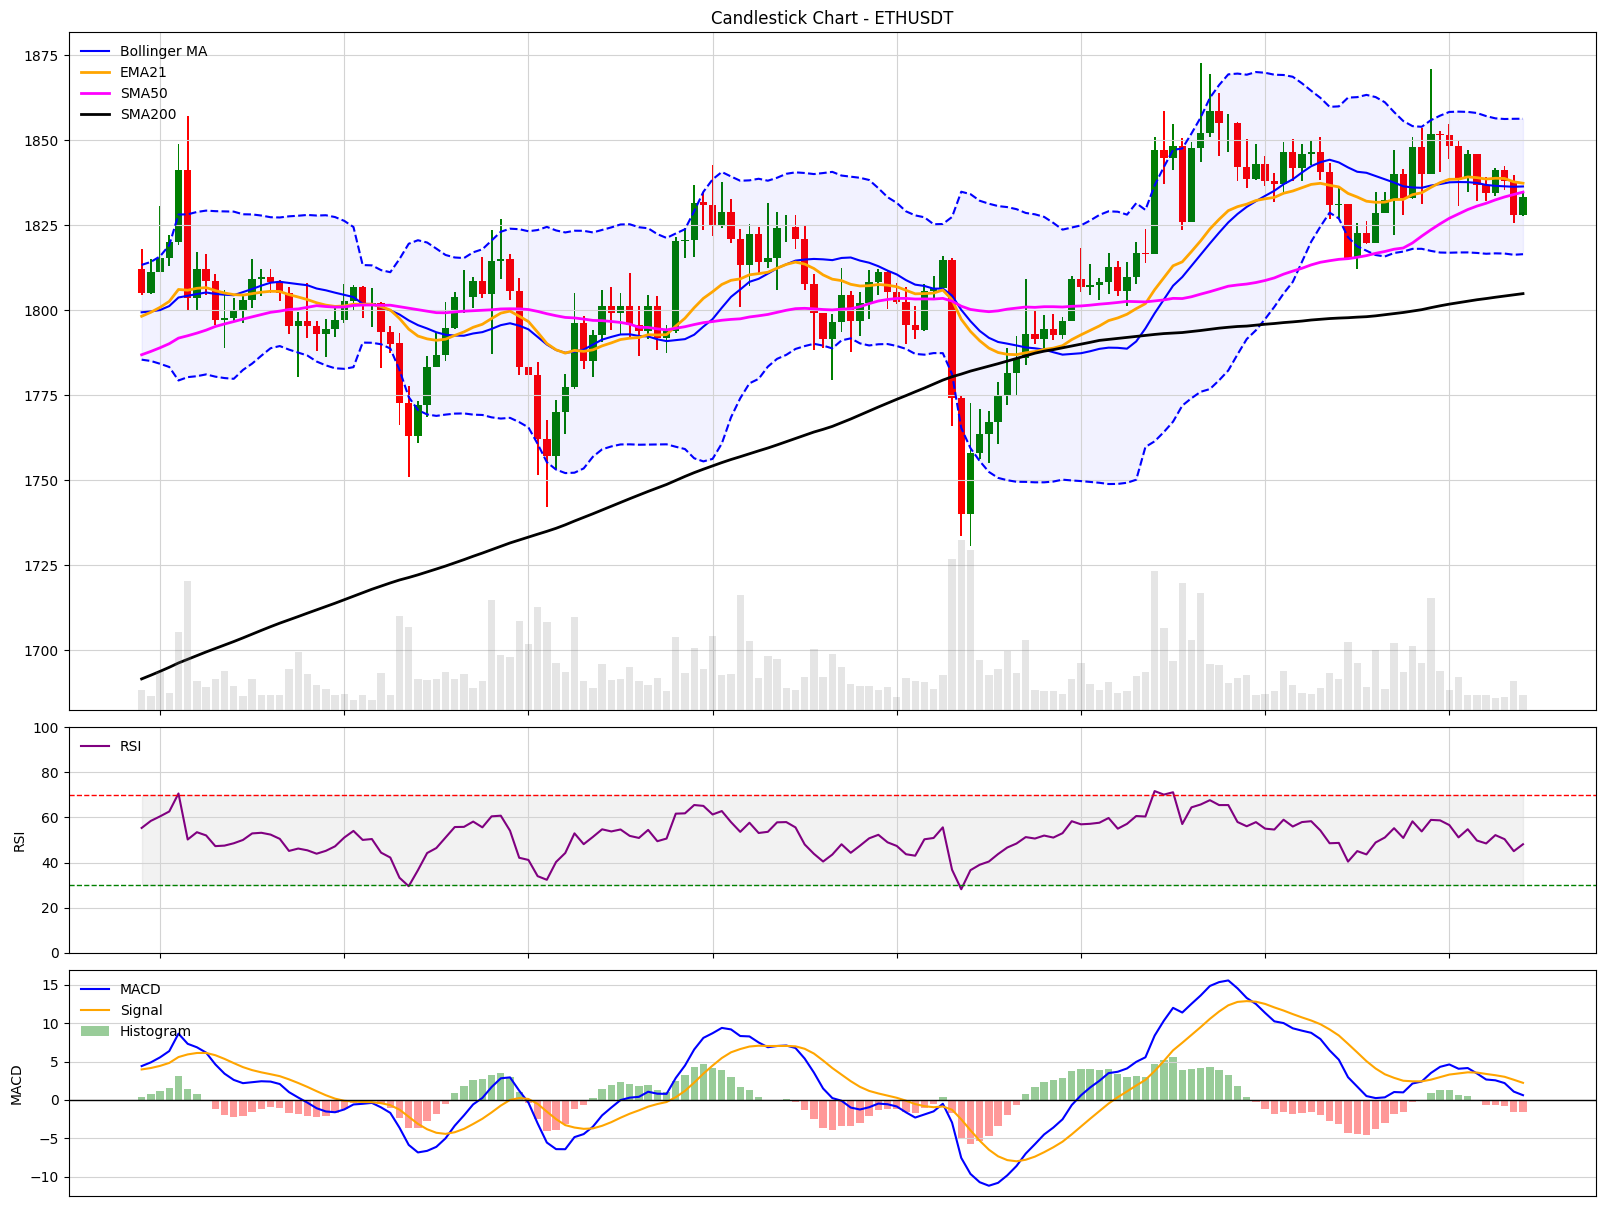 Candlestick Chart - ETHUSDT
Bollinger MA
EMA21
SMA50
SMA200
1875
1850
1825
1800
1775
1750
1725
1700
RSI
100
80
60
40
20
0
RSI
MACD
Signal
Histogram
15
10
5
0
−5
−10
MACD